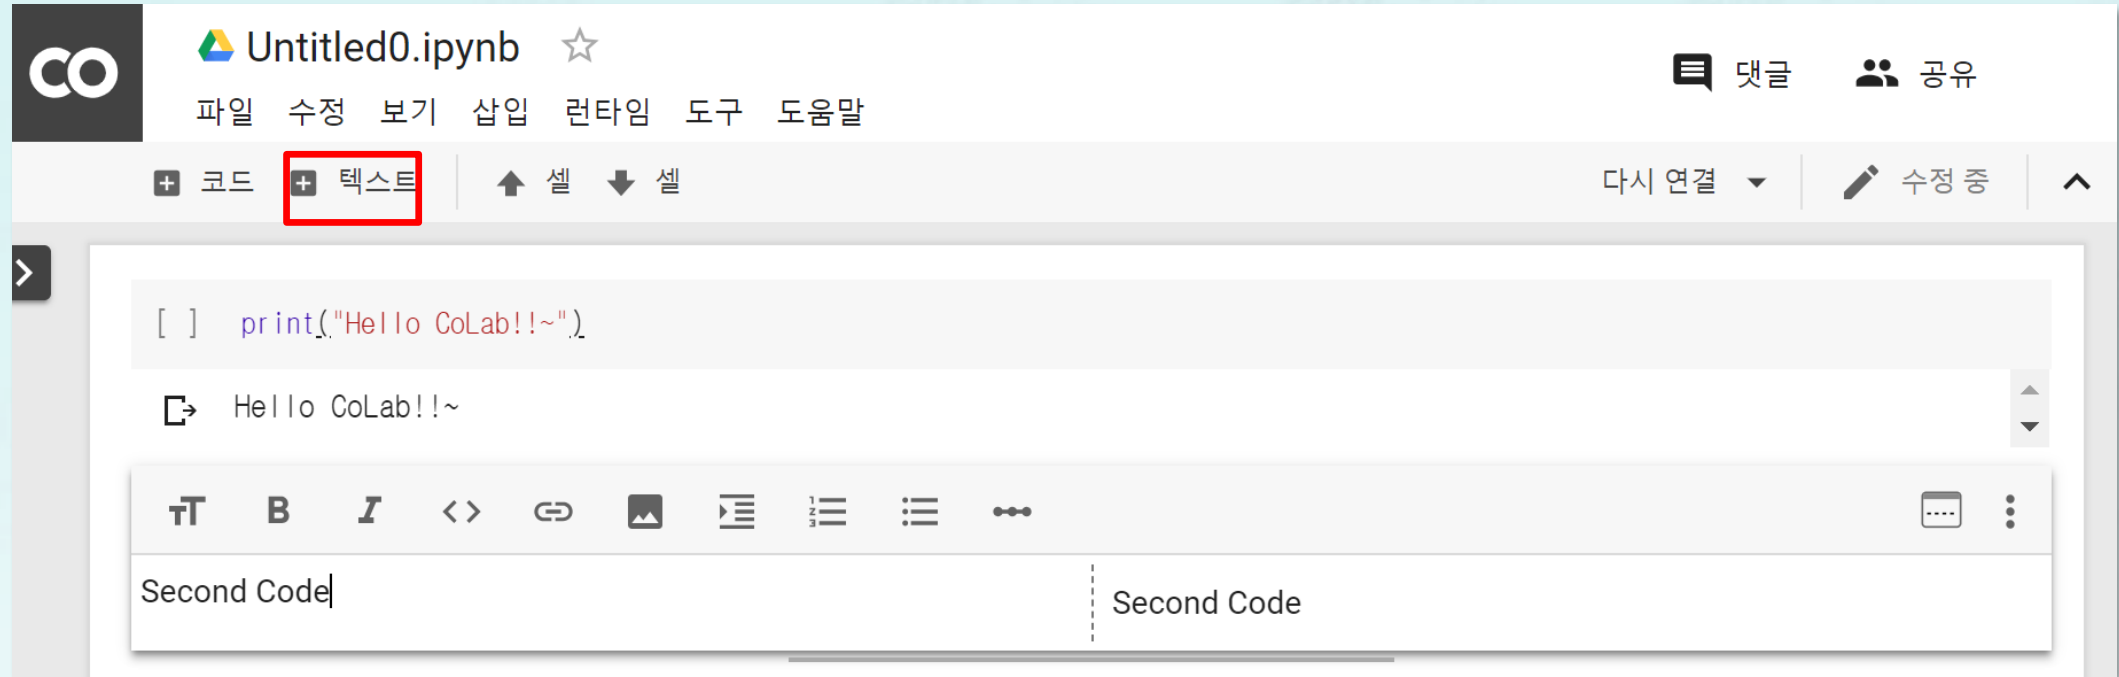 CO
Untitled0.ipynb
댓글 공유
파일 수정 보기 삽입 런타임 도구 도움말
코드 텍스트 셀 셀 다시 연결 수정 중
[ ] print("Hello CoLab!!~")
Hello CoLab!!~
Second Code
Second Code